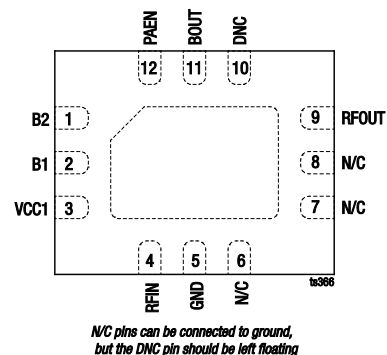 PAEN
BOUT
DNC
12
11
10
B2 1
9 RFOUT
B1 2
8 N/C
VCC1 3
7 N/C
4
5
6
ts366
RFIN
GND
N/C
N/C pins can be connected to ground,
but the DNC pin should be left floating